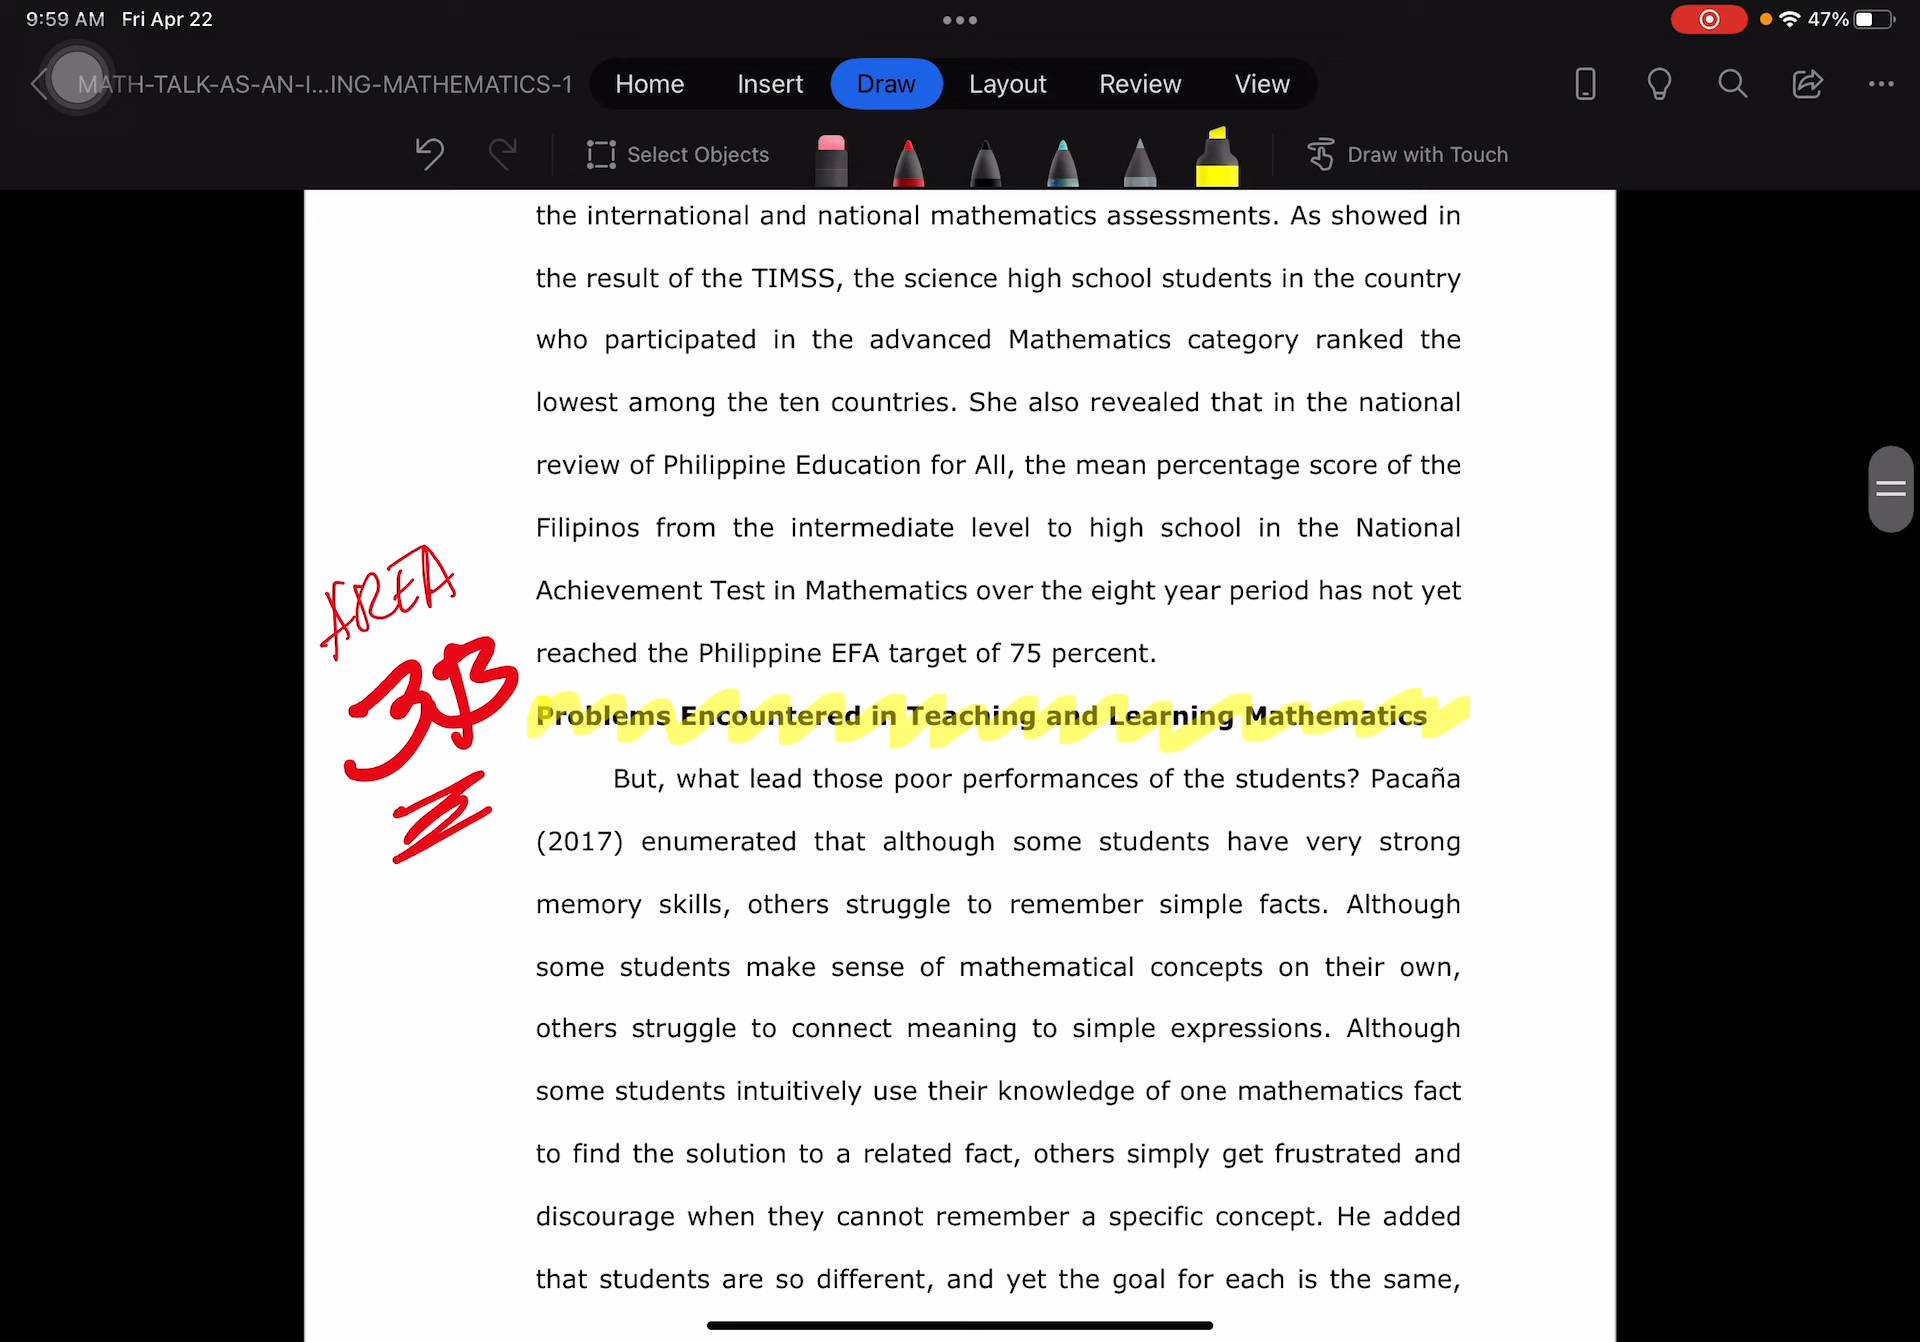 9:59 AM Fri Apr 22
47%
MATH-TALK-AS-AN-I...ING-MATHEMATICS-1
Home Insert Draw Layout Review View
Select Objects
Draw with Touch
the international and national mathematics assessments. As showed in
the result of the TIMSS, the science high school students in the country
who participated in the advanced Mathematics category ranked the
lowest among the ten countries. She also revealed that in the national
review of Philippine Education for All, the mean percentage score of the
Filipinos from the intermediate level to high school in the National
Achievement Test in Mathematics over the eight year period has not yet
reached the Philippine EFA target of 75 percent.
AREA
3B
Problems Encountered in Teaching and Learning Mathematics
But, what lead those poor performances of the students? Pacaña
(2017) enumerated that although some students have very strong
memory skills, others struggle to remember simple facts. Although
some students make sense of mathematical concepts on their own,
others struggle to connect meaning to simple expressions. Although
some students intuitively use their knowledge of one mathematics fact
to find the solution to a related fact, others simply get frustrated and
discourage when they cannot remember a specific concept. He added
that students are so different, and yet the goal for each is the same,